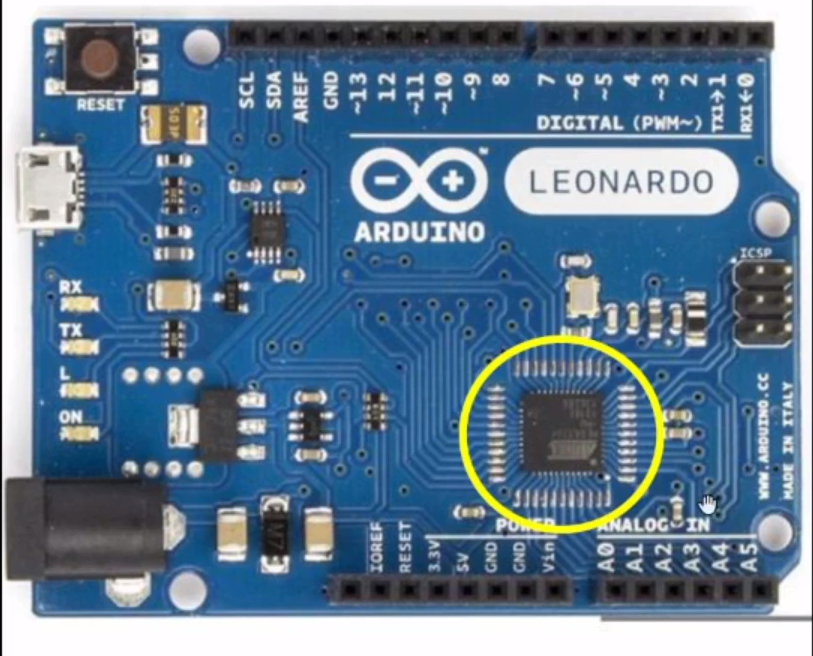 RESET
SCL
SDA
AREF
GND
~13
12
~11
~10
~9
8
7
~6
~5
4
~3
2
TX1→1
RX1←0
DIGITAL (PWM~)
LEONARDO
ARDUINO
ICSP
RX
TX
L
ON
WWW.ARDUINO.CC
MADE IN ITALY
POWER
ANALOG IN
IOREF
RESET
3.3V
5V
GND
GND
Vin
A0
A1
A2
A3
A4
A5